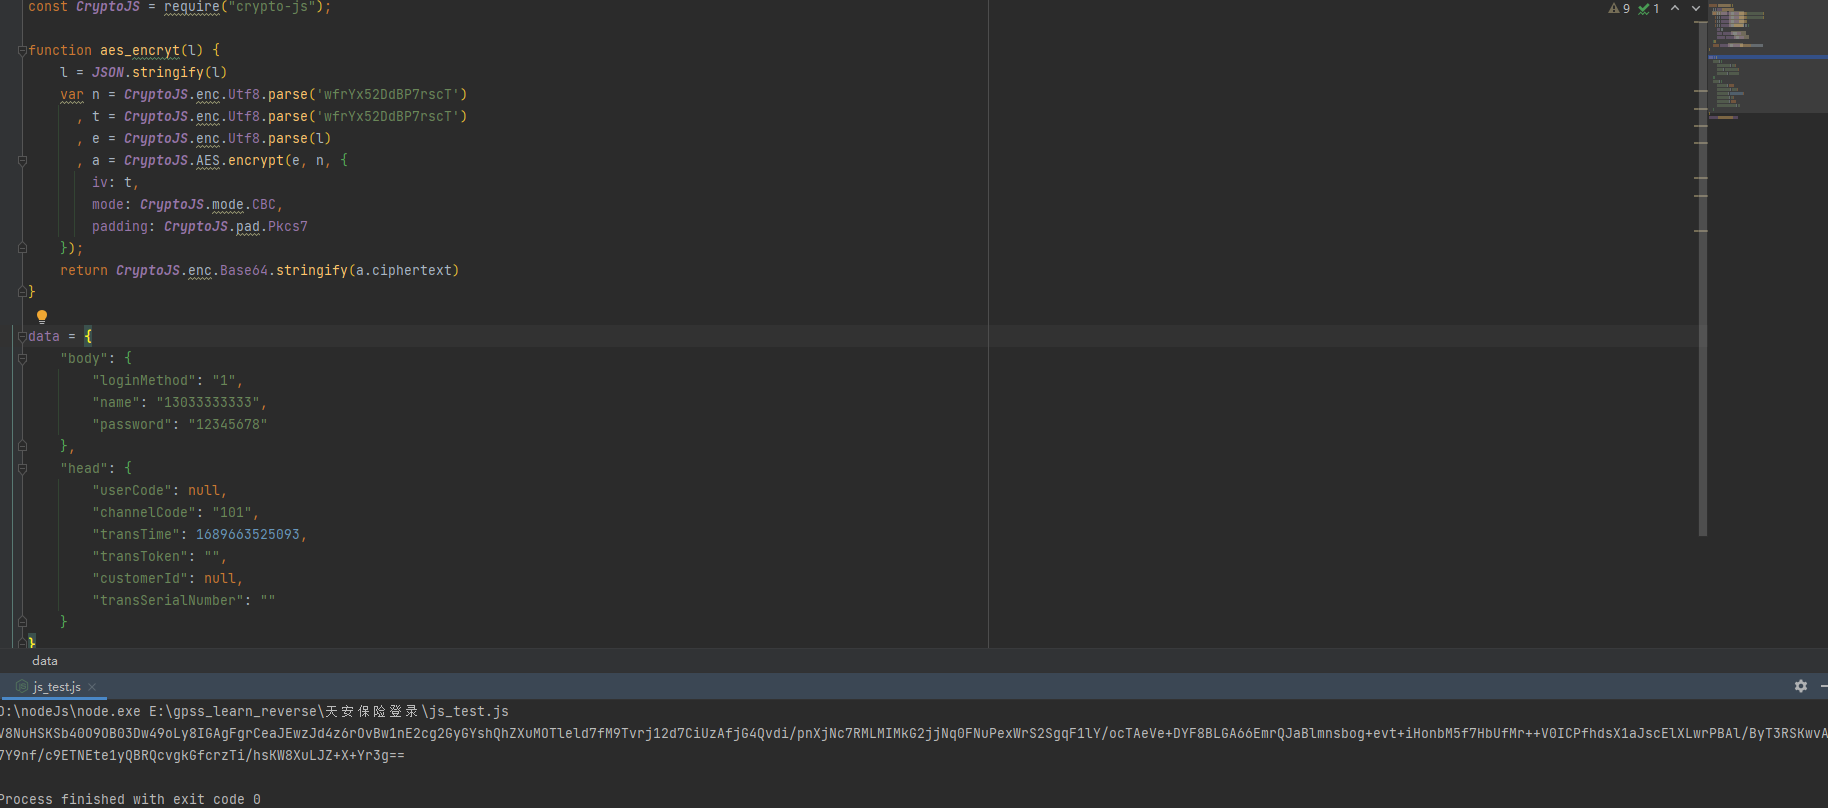 const CryptoJS = require("crypto-js");
9 1
function aes_encryt(l) {
l = JSON.stringify(l)
var n = CryptoJS.enc.Utf8.parse('wfrYx52DdBP7rscT')
, t = CryptoJS.enc.Utf8.parse('wfrYx52DdBP7rscT')
, e = CryptoJS.enc.Utf8.parse(l)
, a = CryptoJS.AES.encrypt(e, n, {
iv: t,
mode: CryptoJS.mode.CBC,
padding: CryptoJS.pad.Pkcs7
});
return CryptoJS.enc.Base64.stringify(a.ciphertext)
}
data = {
"body": {
"loginMethod": "1",
"name": "13033333333",
"password": "12345678"
},
"head": {
"userCode": null,
"channelCode": "101",
"transTime": 1689663525093,
"transToken": "",
"customerId": null,
"transSerialNumber": ""
}
}
data
js_test.js
D:\nodeJs\node.exe E:\gpss_learn_reverse\天安保险登录\js_test.js
V8NuHSKSb40O9OB03Dw49oLy8IGAgFgrCeaJEwzJd4z6rOvBw1nE2cg2GyGYshQhZXuMOTleld7fM9Tvrj12d7CiUzAfjG4Qvdi/pnXjNc7RMLMIMkG2jjNq0FNuPexWrS2SgqF1lY/ocTAeVe+DYF8BLGA66EmrQJaBlmnsbog+evt+iHonbM5f7HbUfMr++V0ICPfhdsX1aJscElXLwrPBAl/ByT3RSKwvA
7Y9nf/c9ETNEte1yQBRQcvgkGfcrzTi/hsKW8XuLJZ+X+Yr3g==
Process finished with exit code 0